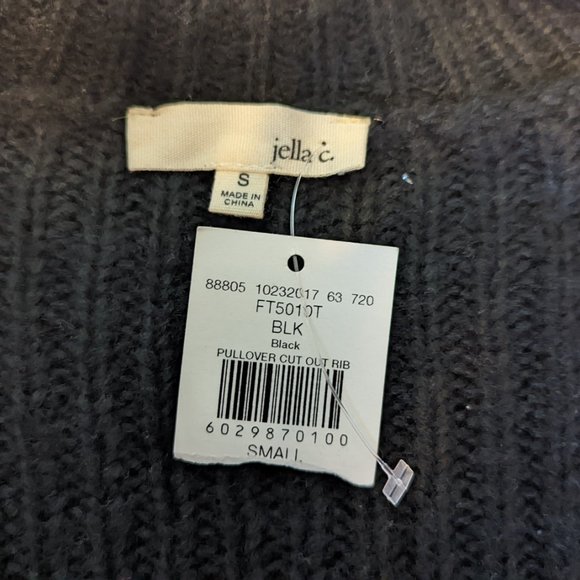 jella c.
S
MADE IN
CHINA
88805 10232017 63 720
FT5010T
BLK
Black
PULLOVER CUT OUT RIB
6029870100
SMALL